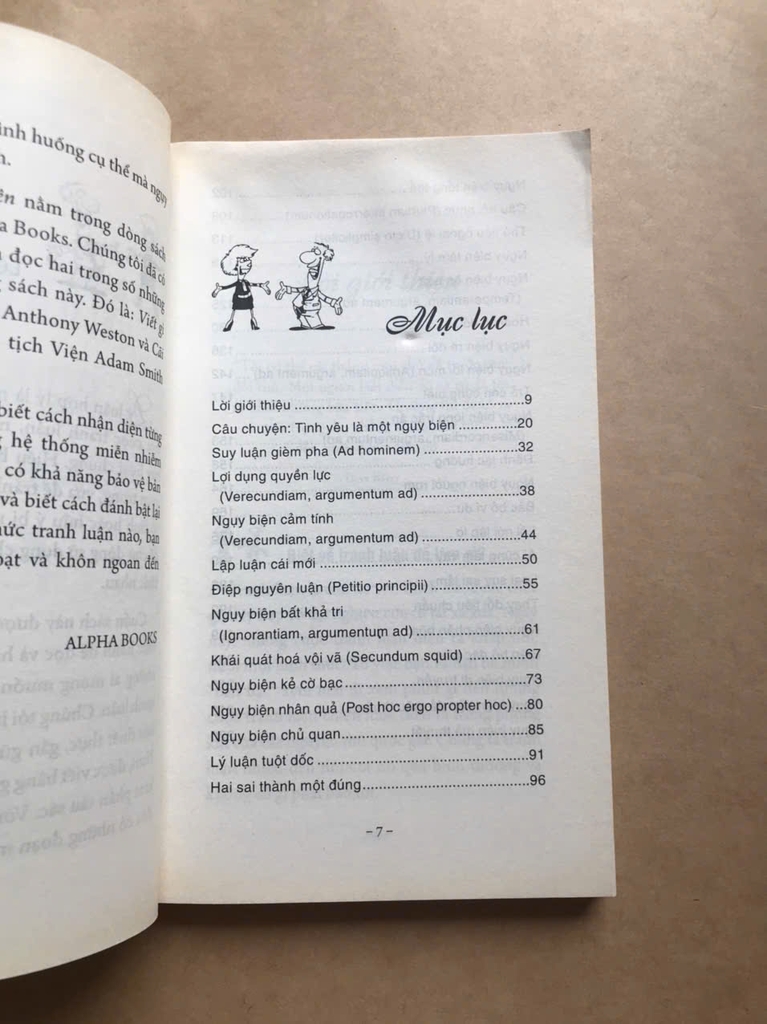 ình huống cụ thể mà ngụy
h.
ên nằm trong dòng sách
a Books. Chúng tôi đã có
đọc hai trong số những
sách này. Đó là: Viết gì
Anthony Weston và Cãi
tịch Viện Adam Smith
biết cách nhận diện từng
g hệ thống miễn nhiễm
có khả năng bảo vệ bản
và biết cách đánh bật lại
hức tranh luận nào, bạn
oạt và khôn ngoan đến
ALPHA BOOKS
Mục lục
Lời giới thiệu ........................................................9
Câu chuyện: Tình yêu là một ngụy biện ............20
Suy luận gièm pha (Ad hominem) ....................32
Lợi dụng quyền lực
(Verecundiam, argumentum ad) ....................38
Ngụy biện cảm tính
(Verecundiam, argumentum ad) ....................44
Lập luận cái mới ................................................50
Điệp nguyên luận (Petitio principii) ....................55
Ngụy biện bất khả tri
(Ignorantiam, argumentum ad) ......................61
Khái quát hoá vội vã (Secundum squid) ............67
Ngụy biện kẻ cờ bạc ..........................................73
Ngụy biện nhân quả (Post hoc ergo propter hoc) ...80
Ngụy biện chủ quan ..........................................85
Lý luận tuột dốc .................................................91
Hai sai thành một đúng ......................................96
– 7 –